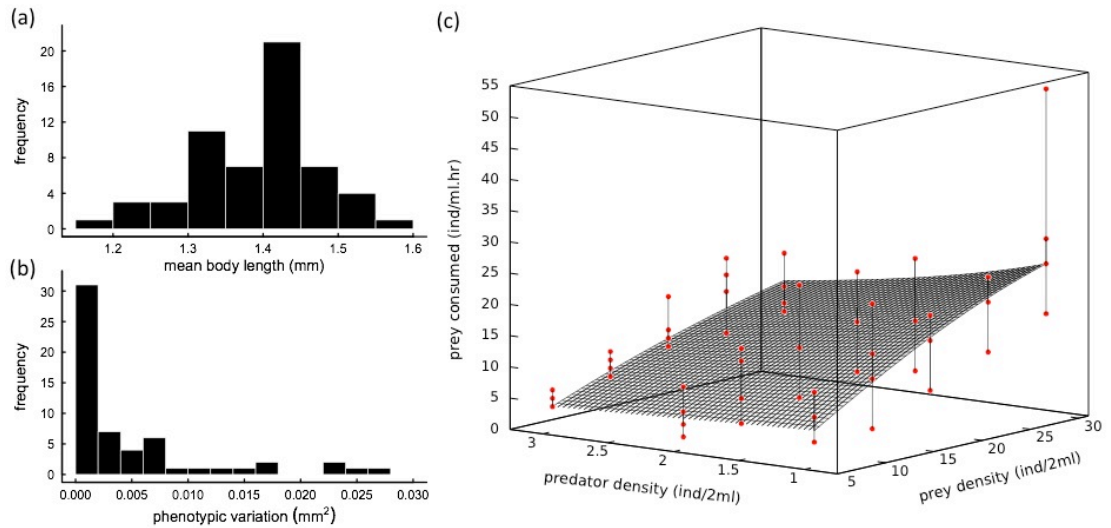 (a)
20
16
12
8
4
0
frequency
1.2 1.3 1.4 1.5 1.6
mean body length (mm)
(b)
30
25
20
15
10
5
0
frequency
0.000 0.005 0.010 0.015 0.020 0.025 0.030
phenotypic variation (mm²)
(c)
55
50
45
40
35
30
25
20
15
10
5
0
prey consumed (ind/ml.hr)
3 2.5 2 1.5 1
predator density (ind/2ml)
5 10 15 20 25 30
prey density (ind/2ml)